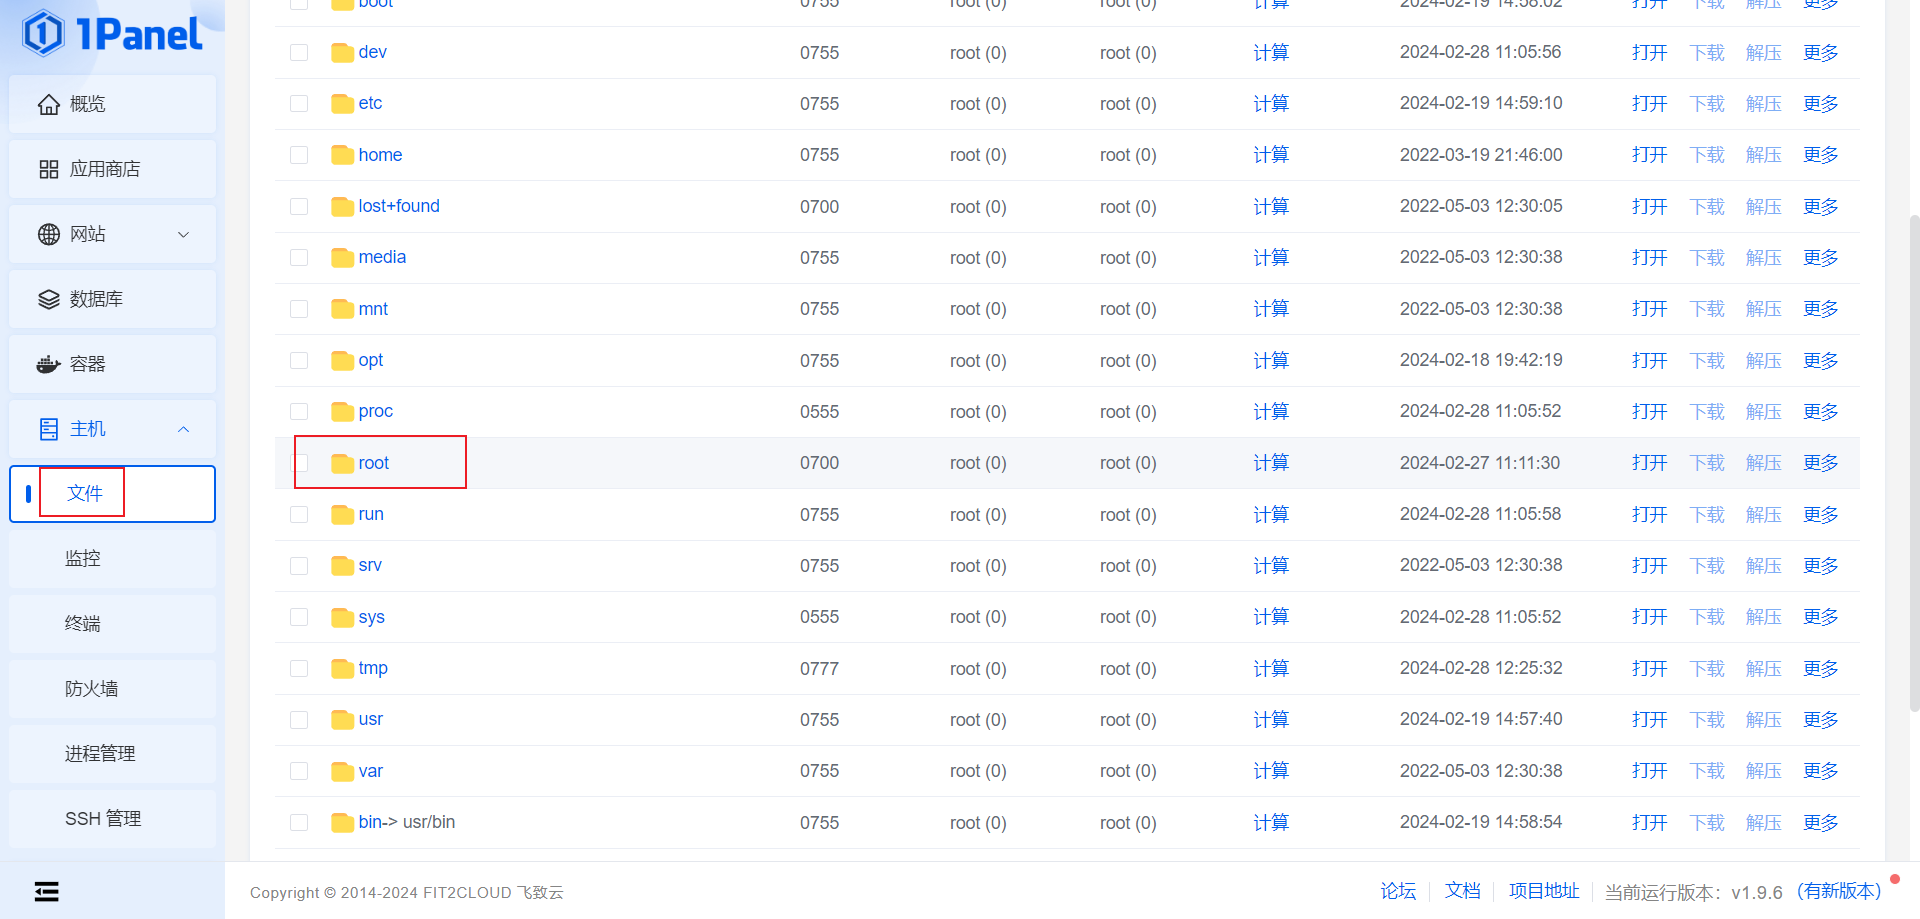 1Panel
概览
应用商店
网站
数据库
容器
主机
文件
监控
终端
防火墙
进程管理
SSH 管理
boot 0755 root (0) root (0) 计算 2024-02-19 14:58:02 打开 下载 解压 更多
dev 0755 root (0) root (0) 计算 2024-02-28 11:05:56 打开 下载 解压 更多
etc 0755 root (0) root (0) 计算 2024-02-19 14:59:10 打开 下载 解压 更多
home 0755 root (0) root (0) 计算 2022-03-19 21:46:00 打开 下载 解压 更多
lost+found 0700 root (0) root (0) 计算 2022-05-03 12:30:05 打开 下载 解压 更多
media 0755 root (0) root (0) 计算 2022-05-03 12:30:38 打开 下载 解压 更多
mnt 0755 root (0) root (0) 计算 2022-05-03 12:30:38 打开 下载 解压 更多
opt 0755 root (0) root (0) 计算 2024-02-18 19:42:19 打开 下载 解压 更多
proc 0555 root (0) root (0) 计算 2024-02-28 11:05:52 打开 下载 解压 更多
root 0700 root (0) root (0) 计算 2024-02-27 11:11:30 打开 下载 解压 更多
run 0755 root (0) root (0) 计算 2024-02-28 11:05:58 打开 下载 解压 更多
srv 0755 root (0) root (0) 计算 2022-05-03 12:30:38 打开 下载 解压 更多
sys 0555 root (0) root (0) 计算 2024-02-28 11:05:52 打开 下载 解压 更多
tmp 0777 root (0) root (0) 计算 2024-02-28 12:25:32 打开 下载 解压 更多
usr 0755 root (0) root (0) 计算 2024-02-19 14:57:40 打开 下载 解压 更多
var 0755 root (0) root (0) 计算 2022-05-03 12:30:38 打开 下载 解压 更多
bin-> usr/bin 0755 root (0) root (0) 计算 2024-02-19 14:58:54 打开 下载 解压 更多
Copyright © 2014-2024 FIT2CLOUD 飞致云 论坛 文档 项目地址 当前运行版本：v1.9.6 (有新版本)